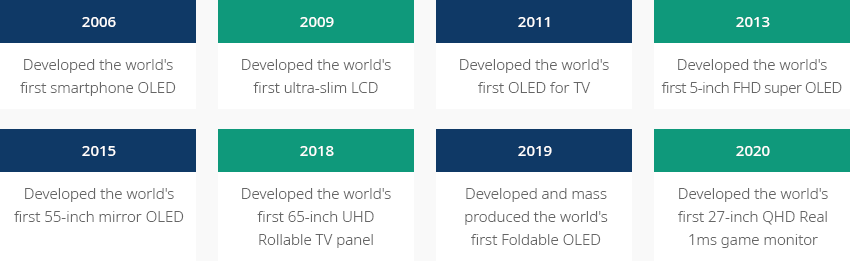 2006
Developed the world's
first smartphone OLED
2009
Developed the world's
first ultra-slim LCD
2011
Developed the world's
first OLED for TV
2013
Developed the world's
first 5-inch FHD super OLED
2015
Developed the world's
first 55-inch mirror OLED
2018
Developed the world's
first 65-inch UHD
Rollable TV panel
2019
Developed and mass
produced the world's
first Foldable OLED
2020
Developed the world's
first 27-inch QHD Real
1ms game monitor